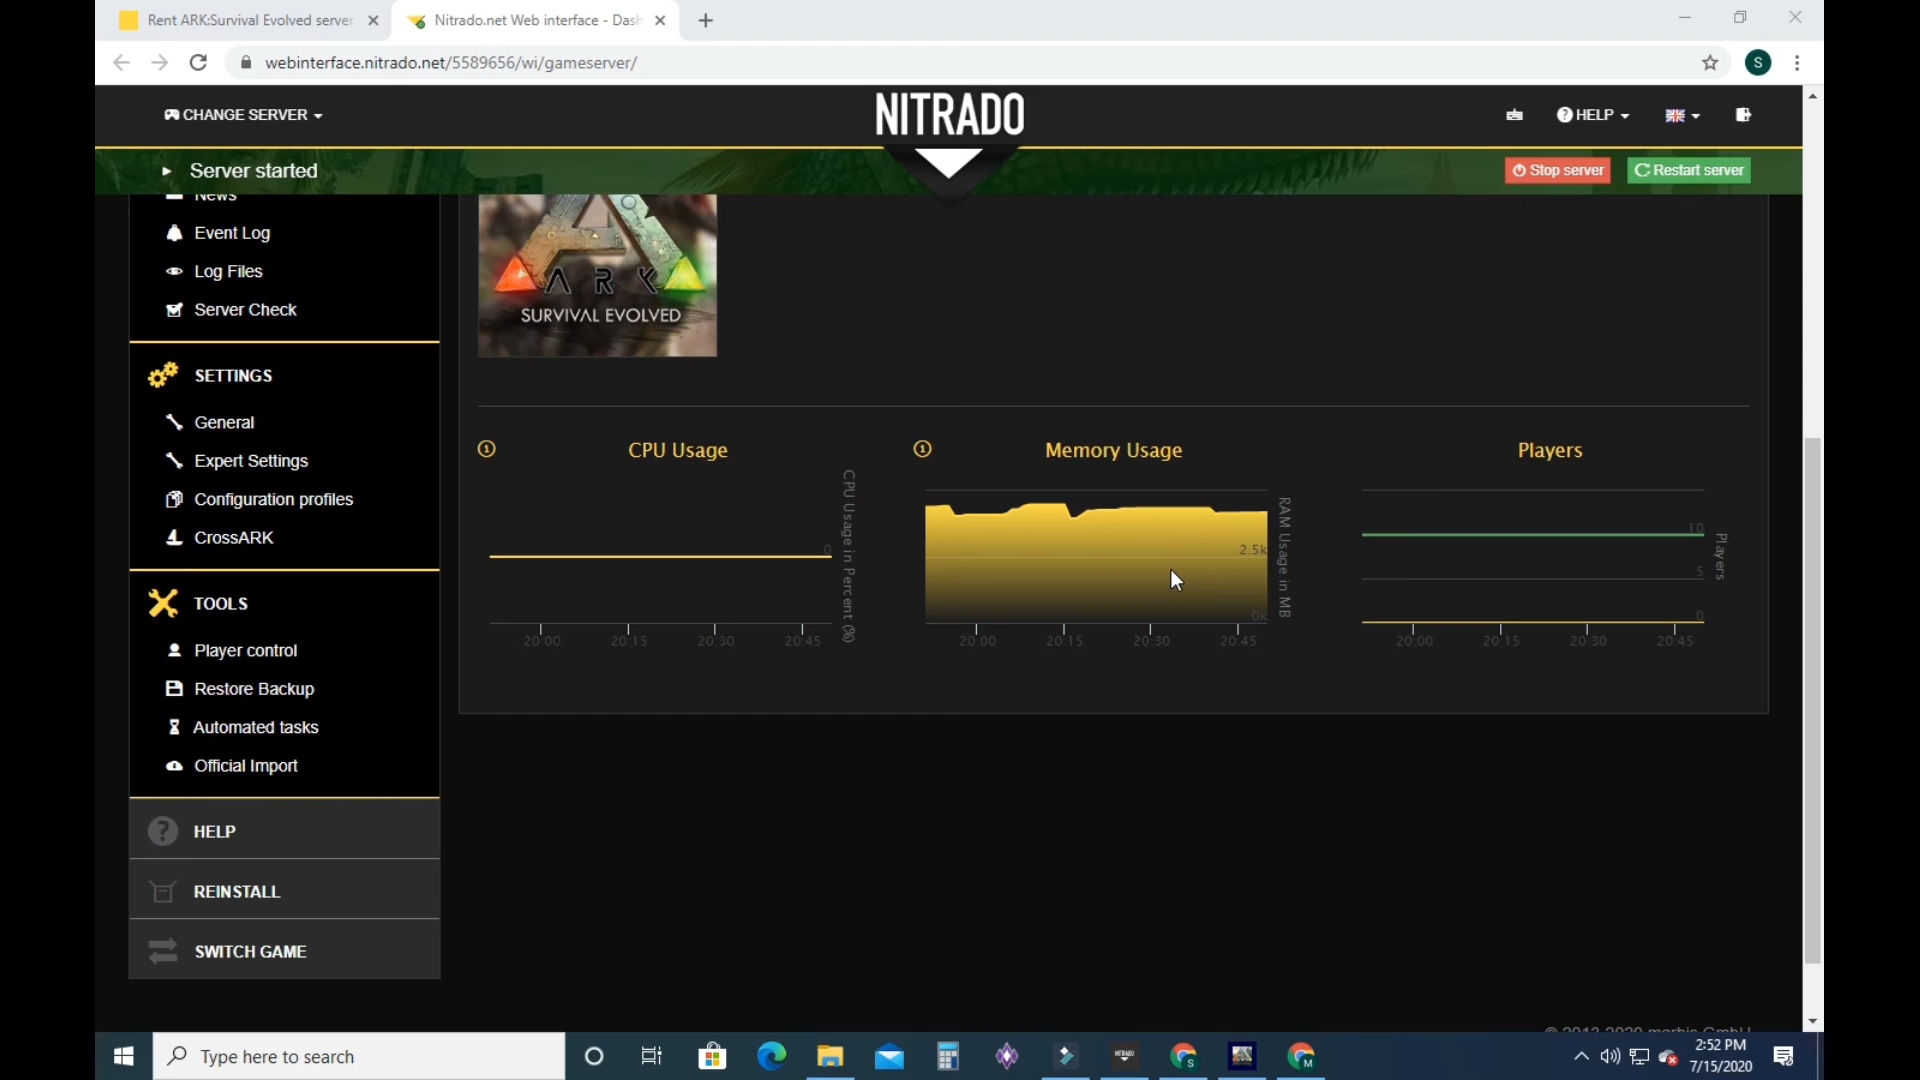 Rent ARK:Survival Evolved server
Nitrado.net Web interface - Dash
webinterface.nitrado.net/5589656/wi/gameserver/
S
CHANGE SERVER
NITRADO
HELP
Server started
Stop server
Restart server
News
Event Log
Log Files
Server Check
ARK
SURVIVAL EVOLVED
SETTINGS
General
Expert Settings
Configuration profiles
CrossARK
TOOLS
Player control
Restore Backup
Automated tasks
Official Import
HELP
REINSTALL
SWITCH GAME
CPU Usage
0
CPU Usage in Percent (%)
20:00 20:15 20:30 20:45
Memory Usage
2.5k
0k
RAM Usage in MB
20:00 20:15 20:30 20:45
Players
10
5
0
Players
20:00 20:15 20:30 20:45
Type here to search
NITRADO
S
M
2:52 PM
7/15/2020